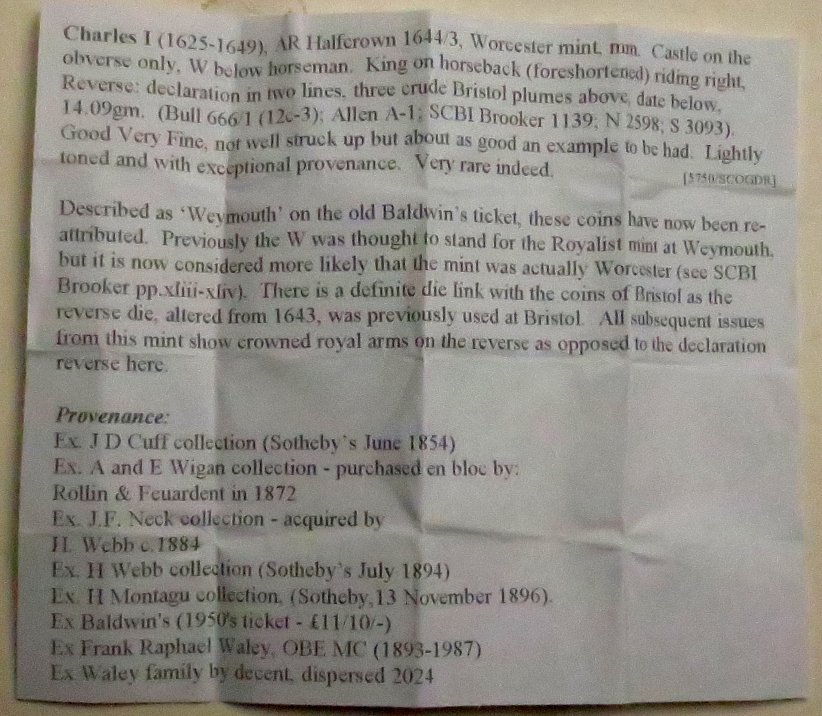 Charles I (1625-1649), AR Halfcrown 1644/3, Worcester mint, mm. Castle on the
obverse only, W below horseman. King on horseback (foreshortened) riding right,
Reverse: declaration in two lines, three crude Bristol plumes above, date below,
14.09gm. (Bull 666/1 (12c-3); Allen A-1; SCBI Brooker 1139; N 2598; S 3093).
Good Very Fine, not well struck up but about as good an example to be had. Lightly
toned and with exceptional provenance. Very rare indeed.
[5750/SCOGDR]
Described as ‘Weymouth’ on the old Baldwin’s ticket, these coins have now been re-
attributed. Previously the W was thought to stand for the Royalist mint at Weymouth,
but it is now considered more likely that the mint was actually Worcester (see SCBI
Brooker pp.xliii-xliv). There is a definite die link with the coins of Bristol as the
reverse die, altered from 1643, was previously used at Bristol. All subsequent issues
from this mint show crowned royal arms on the reverse as opposed to the declaration
reverse here.
Provenance:
Ex. J D Cuff collection (Sotheby’s June 1854)
Ex. A and E Wigan collection - purchased en bloc by:
Rollin & Feuardent in 1872
Ex. J.F. Neck collection - acquired by
H. Webb c.1884
Ex. H Webb collection (Sotheby’s July 1894)
Ex. H Montagu collection, (Sotheby,13 November 1896).
Ex Baldwin's (1950's ticket - £11/10/-)
Ex Frank Raphael Waley, OBE MC (1893-1987)
Ex Waley family by decent, dispersed 2024